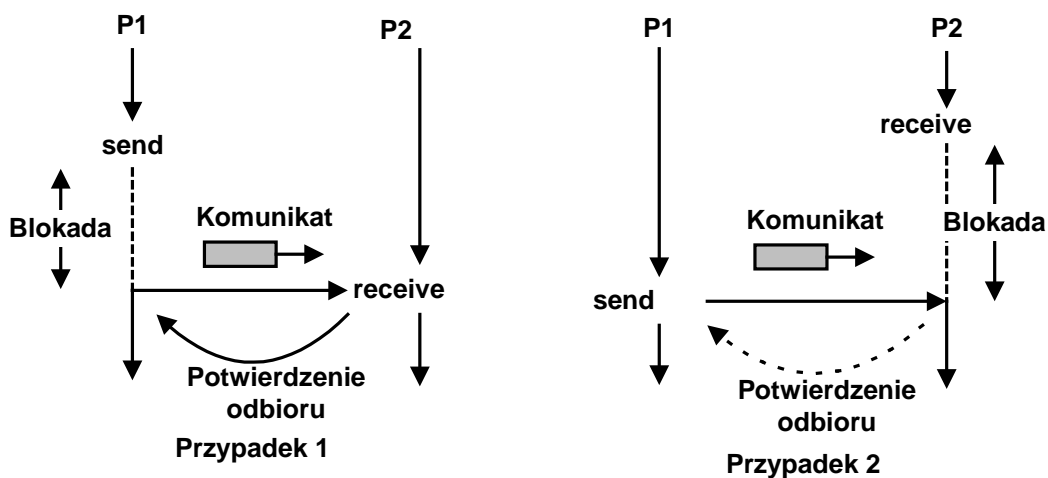 P1
P2
send
Blokada
Komunikat
receive
Potwierdzenie
odbioru
Przypadek 1
P1
P2
receive
Komunikat
Blokada
send
Potwierdzenie
odbioru
Przypadek 2